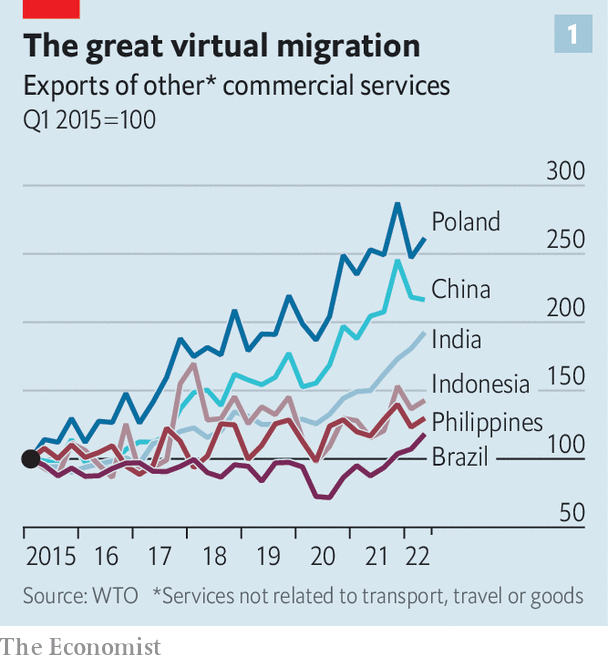 1
The great virtual migration
Exports of other* commercial services
Q1 2015=100
300
Poland
250
China
200
India
Indonesia
150
Philippines
100
Brazil
50
2015 16 17 18 19 20 21 22
Source: WTO *Services not related to transport, travel or goods
The Economist